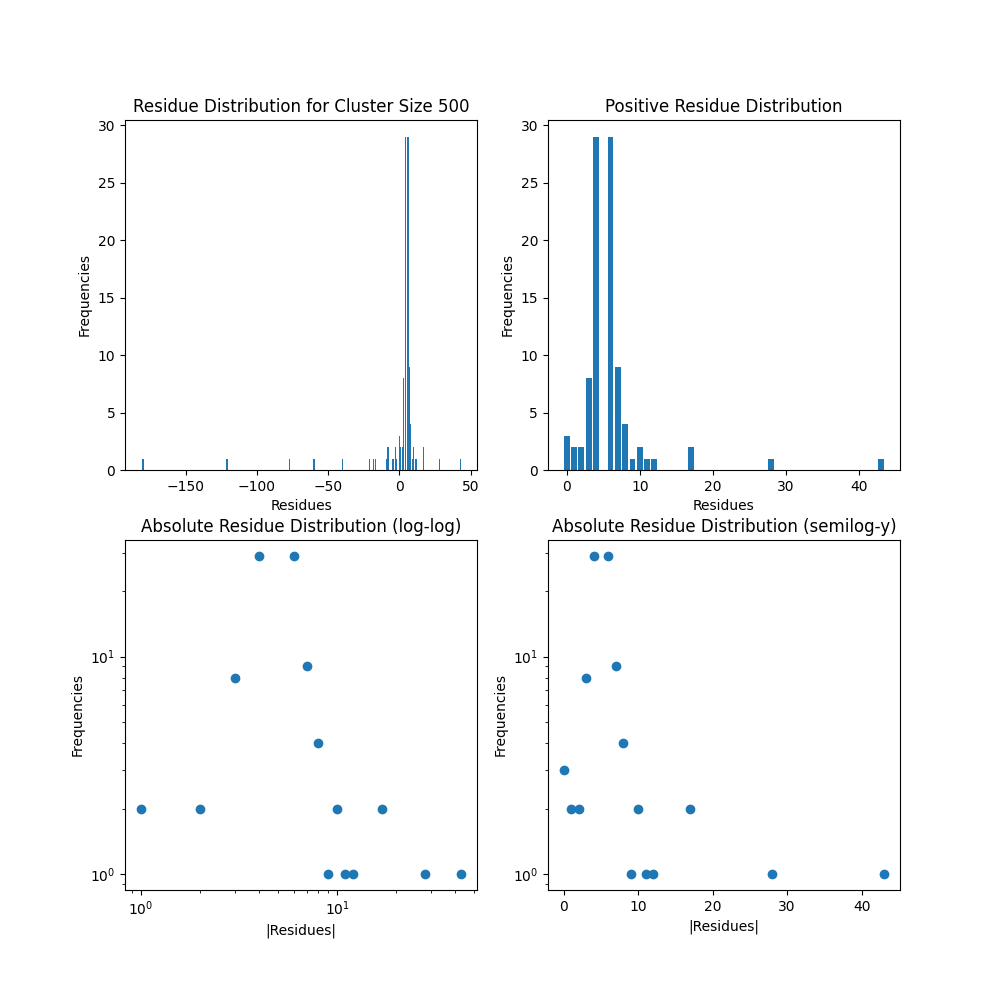 Residue Distribution for Cluster Size 500
Frequencies
30
25
20
15
10
5
0
−150 −100 −50 0 50
Residues
Positive Residue Distribution
Frequencies
30
25
20
15
10
5
0
0 10 20 30 40
Residues
Absolute Residue Distribution (log-log)
Frequencies
10¹
10⁰
10⁰ 10¹
|Residues|
Absolute Residue Distribution (semilog-y)
Frequencies
10¹
10⁰
0 10 20 30 40
|Residues|